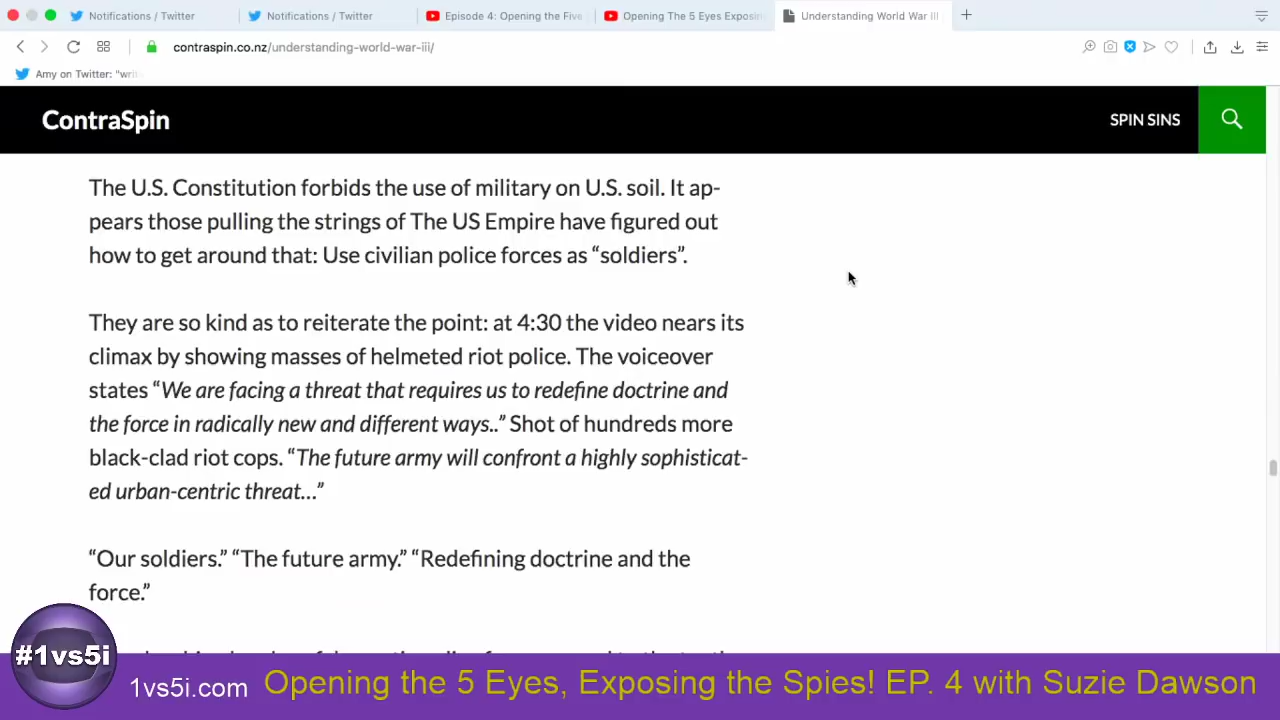 Notifications / Twitter
Notifications / Twitter
Episode 4: Opening the Five
Opening The 5 Eyes Exposin
Understanding World War III
contraspin.co.nz/understanding-world-war-iii/
Amy on Twitter: "writ
ContraSpin
SPIN SINS
The U.S. Constitution forbids the use of military on U.S. soil. It ap-
pears those pulling the strings of The US Empire have figured out
how to get around that: Use civilian police forces as “soldiers”.
They are so kind as to reiterate the point: at 4:30 the video nears its
climax by showing masses of helmeted riot police. The voiceover
states “We are facing a threat that requires us to redefine doctrine and
the force in radically new and different ways..” Shot of hundreds more
black-clad riot cops. “The future army will confront a highly sophisticat-
ed urban-centric threat…”
“Our soldiers.” “The future army.” “Redefining doctrine and the
force.”
#1vs5i
1vs5i.com
Opening the 5 Eyes, Exposing the Spies! EP. 4 with Suzie Dawson